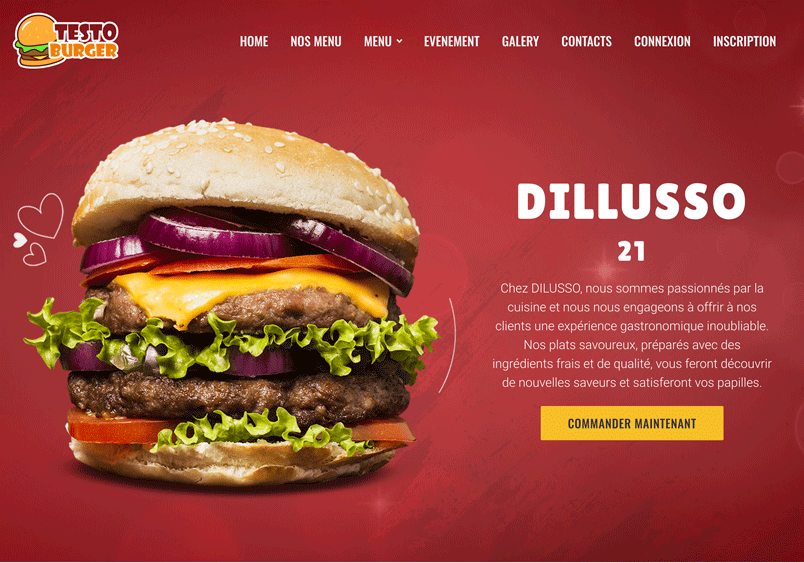 TESTO
BURGER
HOME NOS MENU MENU EVENEMENT GALERY CONTACTS CONNEXION INSCRIPTION
DILLUSSO
21
Chez DILUSSO, nous sommes passionnés par la
cuisine et nous nous engageons à offrir à nos
clients une expérience gastronomique inoubliable.
Nos plats savoureux, préparés avec des
ingrédients frais et de qualité, vous feront découvrir
de nouvelles saveurs et satisferont vos papilles.
COMMANDER MAINTENANT